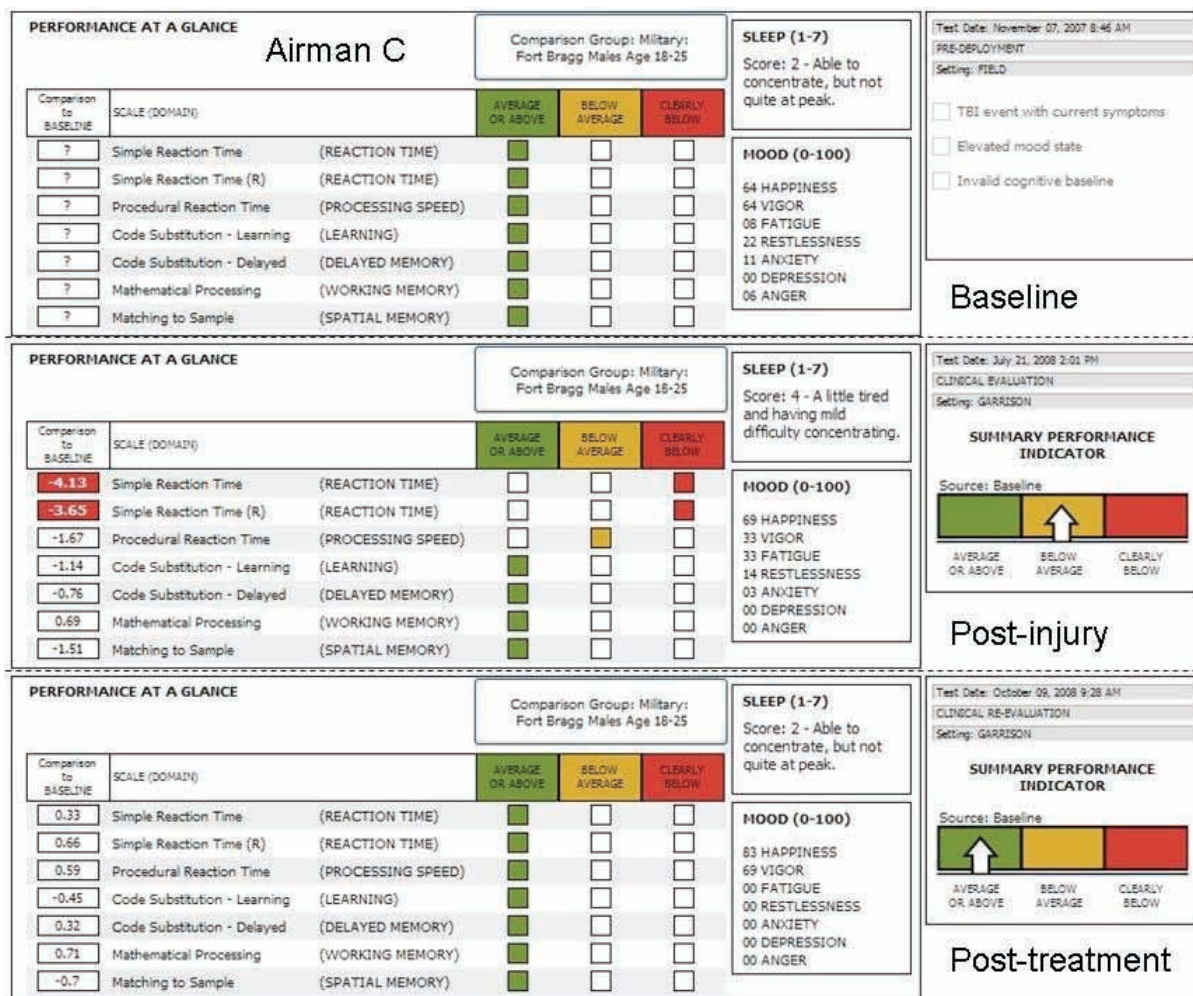 PERFORMANCE AT A GLANCE
Airman C
Comparison Group: Military:
Fort Bragg Males Age 18-25
Comparison
to
BASELINE
SCALE (DOMAIN)
AVERAGE
OR ABOVE
BELOW
AVERAGE
CLEARLY
BELOW
? Simple Reaction Time (REACTION TIME)
? Simple Reaction Time (R) (REACTION TIME)
? Procedural Reaction Time (PROCESSING SPEED)
? Code Substitution - Learning (LEARNING)
? Code Substitution - Delayed (DELAYED MEMORY)
? Mathematical Processing (WORKING MEMORY)
? Matching to Sample (SPATIAL MEMORY)
SLEEP (1-7)
Score: 2 - Able to
concentrate, but not
quite at peak.
MOOD (0-100)
64 HAPPINESS
64 VIGOR
08 FATIGUE
22 RESTLESSNESS
11 ANXIETY
00 DEPRESSION
06 ANGER
Test Date: November 07, 2007 8:46 AM
PRE-DEPLOYMENT
Setting: FIELD
TBI event with current symptoms
Elevated mood state
Invalid cognitive baseline
Baseline
PERFORMANCE AT A GLANCE
Comparison Group: Military:
Fort Bragg Males Age 18-25
Comparison
to
BASELINE
SCALE (DOMAIN)
AVERAGE
OR ABOVE
BELOW
AVERAGE
CLEARLY
BELOW
-4.13 Simple Reaction Time (REACTION TIME)
-3.65 Simple Reaction Time (R) (REACTION TIME)
-1.67 Procedural Reaction Time (PROCESSING SPEED)
-1.14 Code Substitution - Learning (LEARNING)
-0.76 Code Substitution - Delayed (DELAYED MEMORY)
0.69 Mathematical Processing (WORKING MEMORY)
-1.51 Matching to Sample (SPATIAL MEMORY)
SLEEP (1-7)
Score: 4 - A little tired
and having mild
difficulty concentrating.
MOOD (0-100)
69 HAPPINESS
33 VIGOR
33 FATIGUE
14 RESTLESSNESS
03 ANXIETY
00 DEPRESSION
00 ANGER
Test Date: July 21, 2008 2:01 PM
CLINICAL EVALUATION
Setting: GARRISON
SUMMARY PERFORMANCE
INDICATOR
Source: Baseline
AVERAGE
OR ABOVE
BELOW
AVERAGE
CLEARLY
BELOW
Post-injury
PERFORMANCE AT A GLANCE
Comparison Group: Military:
Fort Bragg Males Age 18-25
Comparison
to
BASELINE
SCALE (DOMAIN)
AVERAGE
OR ABOVE
BELOW
AVERAGE
CLEARLY
BELOW
0.33 Simple Reaction Time (REACTION TIME)
0.66 Simple Reaction Time (R) (REACTION TIME)
0.59 Procedural Reaction Time (PROCESSING SPEED)
-0.45 Code Substitution - Learning (LEARNING)
0.32 Code Substitution - Delayed (DELAYED MEMORY)
0.71 Mathematical Processing (WORKING MEMORY)
-0.7 Matching to Sample (SPATIAL MEMORY)
SLEEP (1-7)
Score: 2 - Able to
concentrate, but not
quite at peak.
MOOD (0-100)
83 HAPPINESS
69 VIGOR
00 FATIGUE
00 RESTLESSNESS
00 ANXIETY
00 DEPRESSION
00 ANGER
Test Date: October 09, 2008 9:28 AM
CLINICAL RE-EVALUATION
Setting: GARRISON
SUMMARY PERFORMANCE
INDICATOR
Source: Baseline
AVERAGE
OR ABOVE
BELOW
AVERAGE
CLEARLY
BELOW
Post-treatment